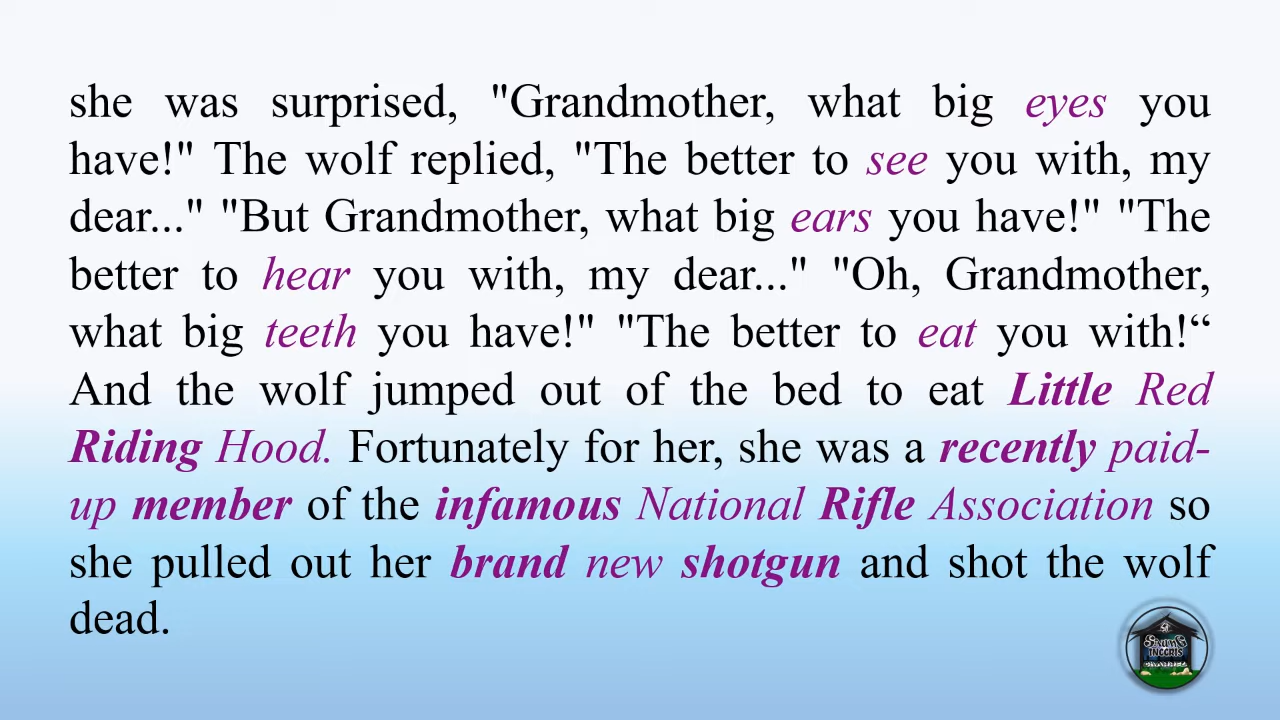 she was surprised, "Grandmother, what big eyes you
have!" The wolf replied, "The better to see you with, my
dear..." "But Grandmother, what big ears you have!" "The
better to hear you with, my dear..." "Oh, Grandmother,
what big teeth you have!" "The better to eat you with!“
And the wolf jumped out of the bed to eat Little Red
Riding Hood. Fortunately for her, she was a recently paid-
up member of the infamous National Rifle Association so
she pulled out her brand new shotgun and shot the wolf
dead.
SAUNG
INGGRIS